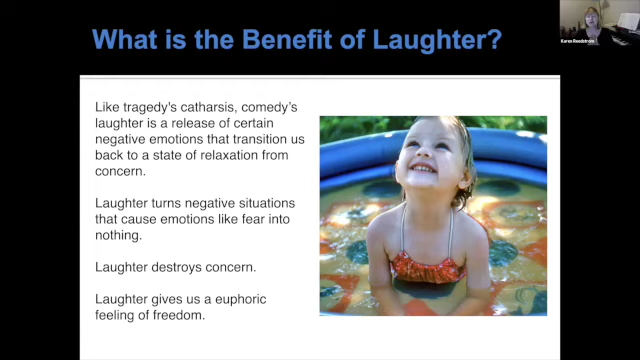 What is the Benefit of Laughter?
Karen Reedstrom
Like tragedy's catharsis, comedy's
laughter is a release of certain
negative emotions that transition us
back to a state of relaxation from
concern.
Laughter turns negative situations
that cause emotions like fear into
nothing.
Laughter destroys concern.
Laughter gives us a euphoric
feeling of freedom.